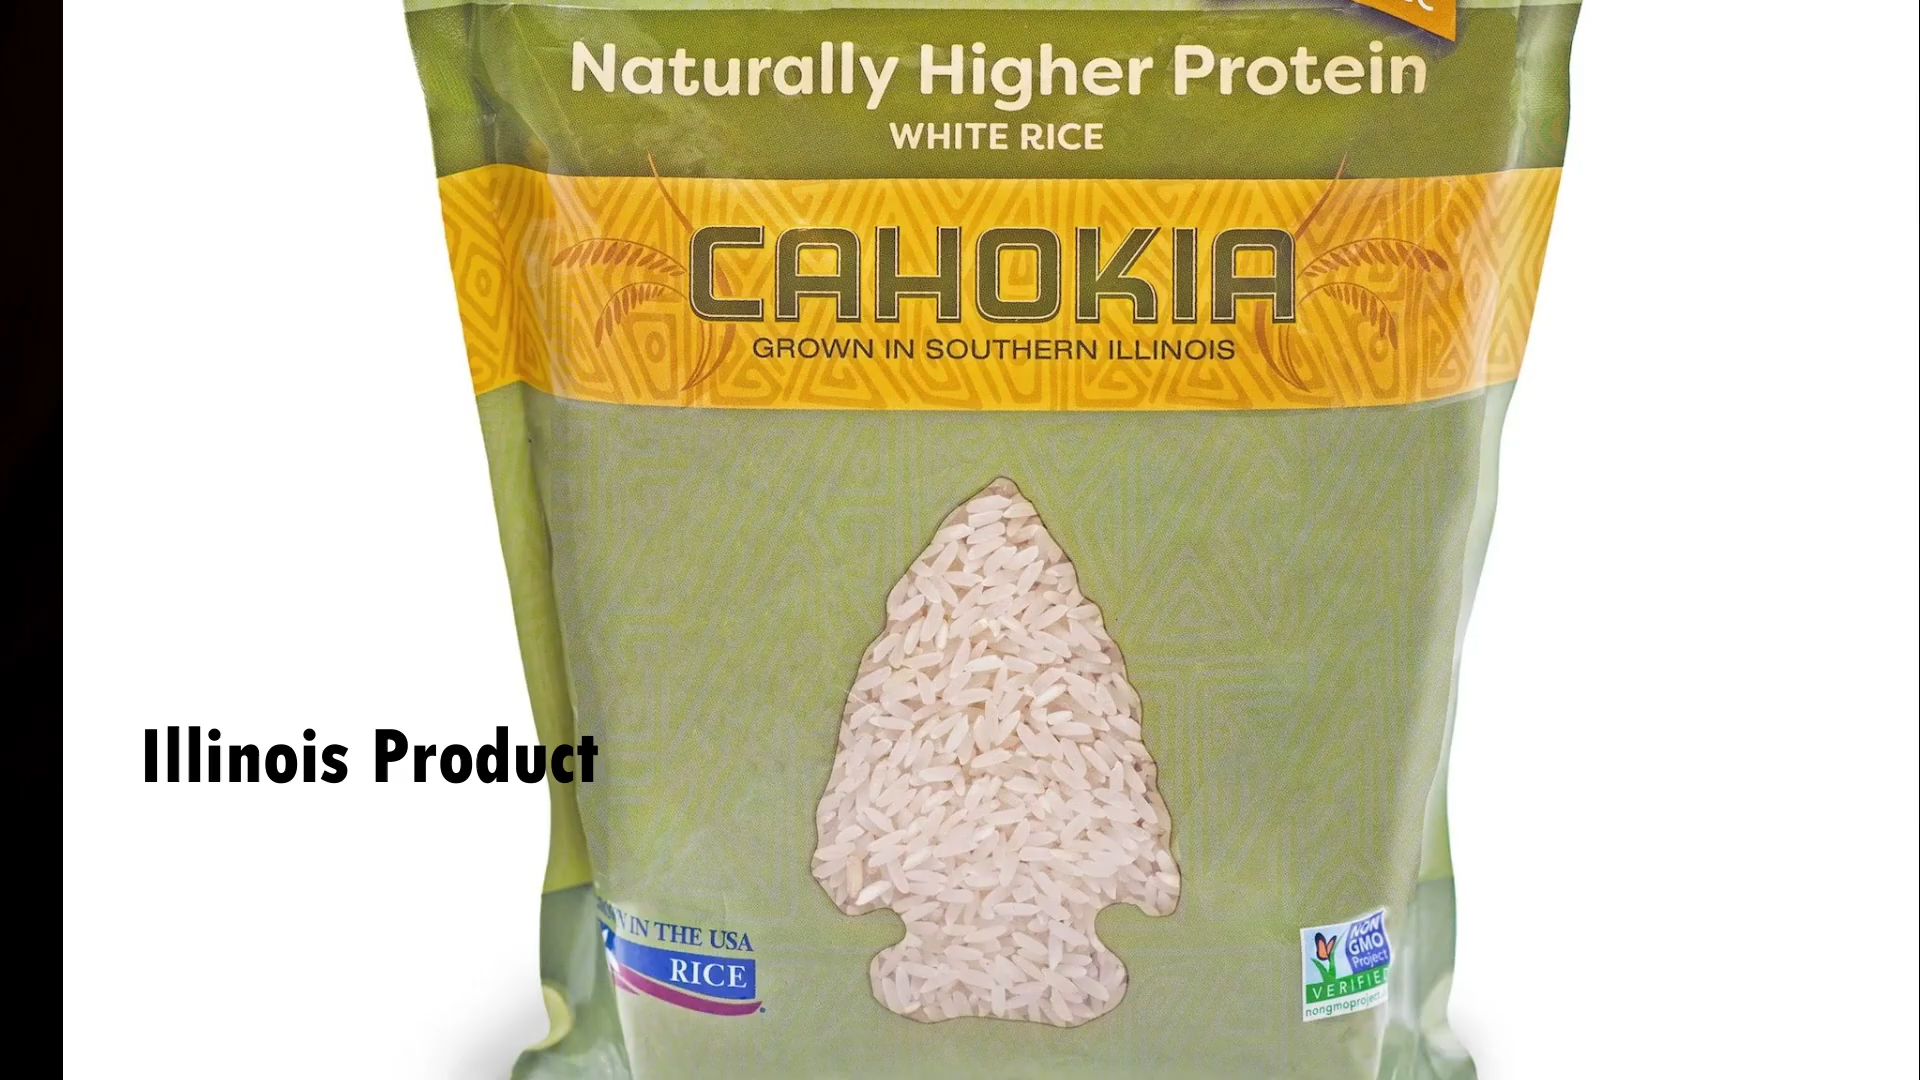 Naturally Higher Protein
WHITE RICE
CAHOKIA
GROWN IN SOUTHERN ILLINOIS
Illinois Product
IN THE USA
RICE
NON
GMO
Project
VERIFIED